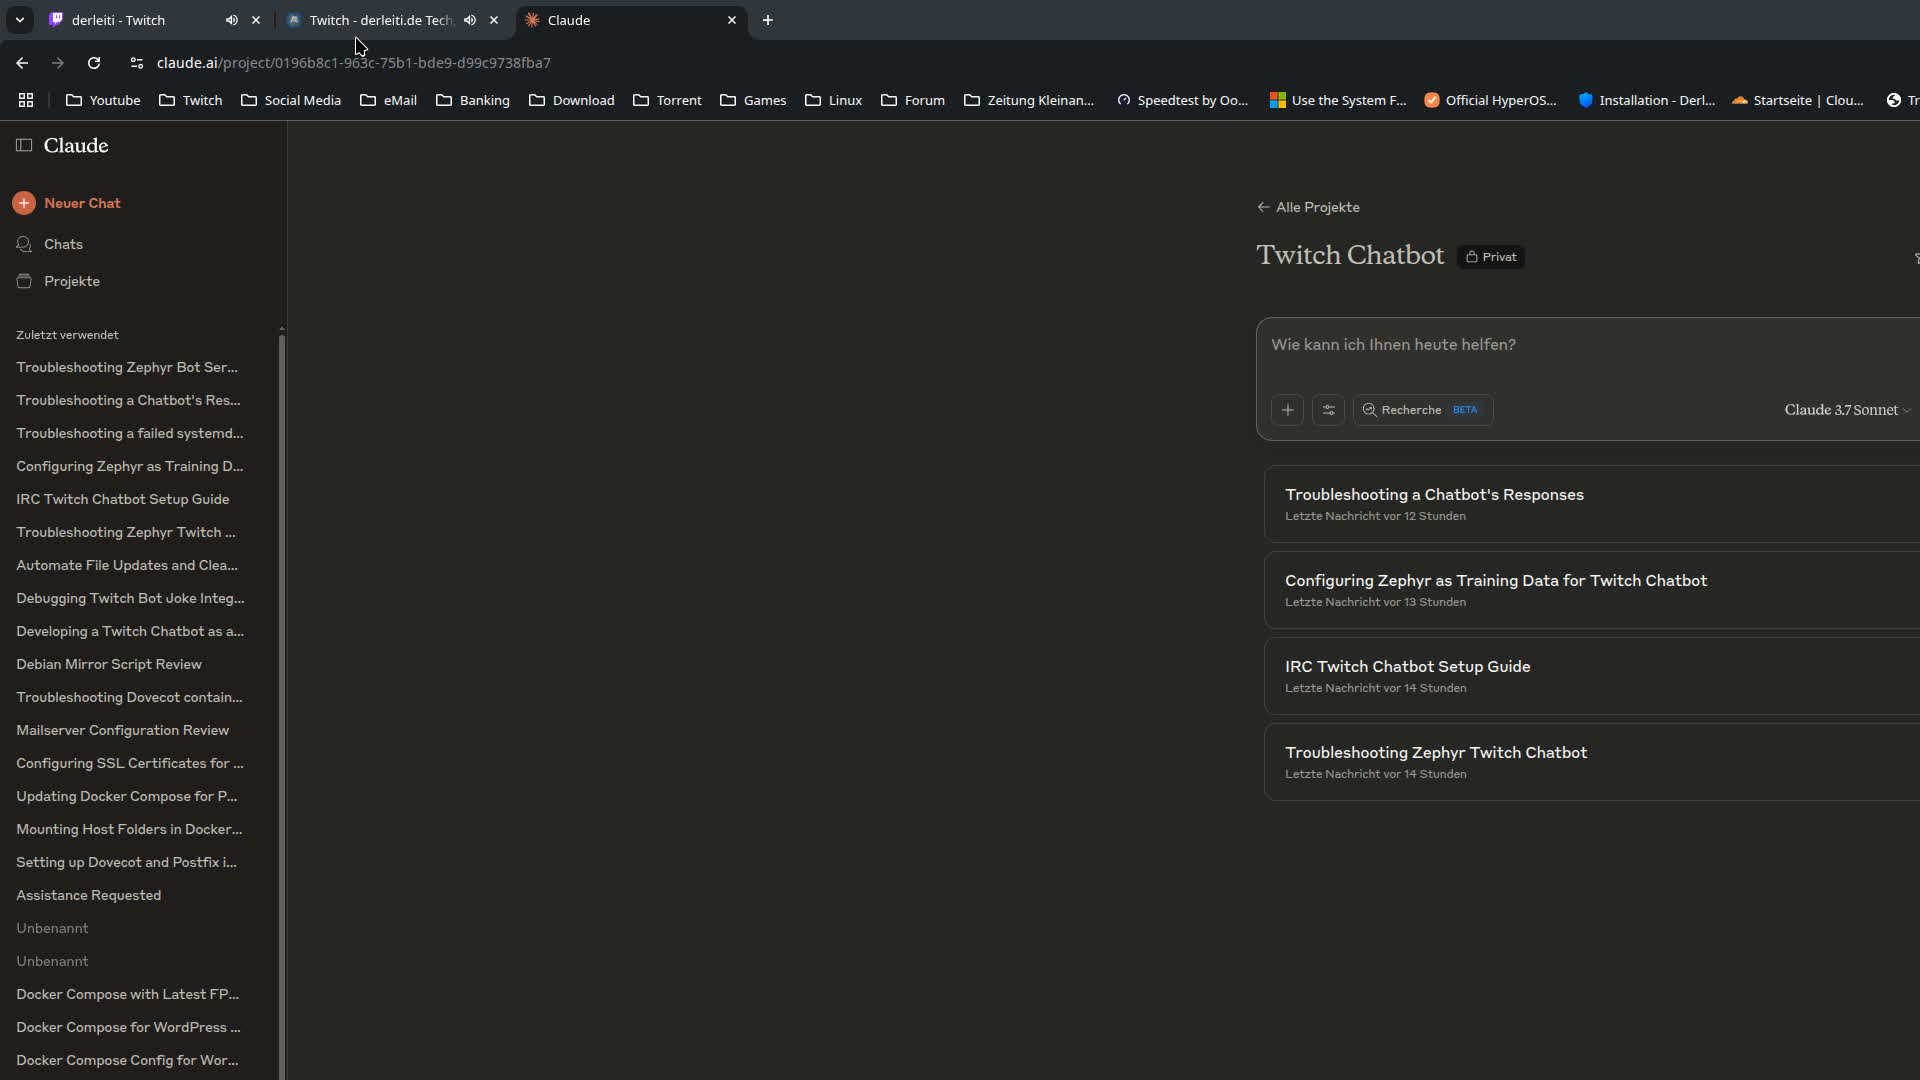 derleiti - Twitch
Twitch - derleiti.de Tech
Claude
claude.ai/project/0196b8c1-963c-75b1-bde9-d99c9738fba7
Youtube Twitch Social Media eMail Banking Download Torrent Games Linux Forum Zeitung Kleinan... Speedtest by Oo... Use the System F... Official HyperOS... Installation - Derl... Startseite | Clou... Tr
Claude
Neuer Chat
Chats
Projekte
Zuletzt verwendet
Troubleshooting Zephyr Bot Ser...
Troubleshooting a Chatbot's Res...
Troubleshooting a failed systemd...
Configuring Zephyr as Training D...
IRC Twitch Chatbot Setup Guide
Troubleshooting Zephyr Twitch ...
Automate File Updates and Clea...
Debugging Twitch Bot Joke Integ...
Developing a Twitch Chatbot as a...
Debian Mirror Script Review
Troubleshooting Dovecot contain...
Mailserver Configuration Review
Configuring SSL Certificates for ...
Updating Docker Compose for P...
Mounting Host Folders in Docker...
Setting up Dovecot and Postfix i...
Assistance Requested
Unbenannt
Unbenannt
Docker Compose with Latest FP...
Docker Compose for WordPress ...
Docker Compose Config for Wor...
Alle Projekte
Twitch Chatbot Privat
Wie kann ich Ihnen heute helfen?
Recherche BETA Claude 3.7 Sonnet
Troubleshooting a Chatbot's Responses
Letzte Nachricht vor 12 Stunden
Configuring Zephyr as Training Data for Twitch Chatbot
Letzte Nachricht vor 13 Stunden
IRC Twitch Chatbot Setup Guide
Letzte Nachricht vor 14 Stunden
Troubleshooting Zephyr Twitch Chatbot
Letzte Nachricht vor 14 Stunden